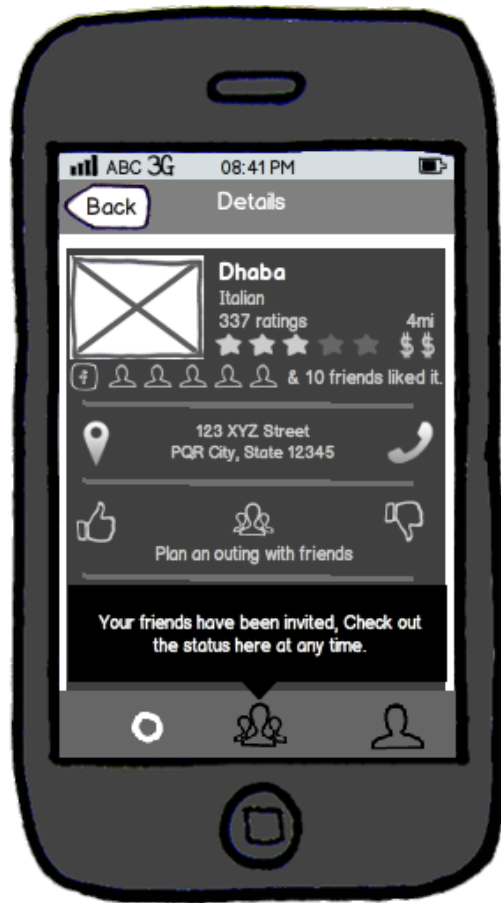 ABC 3G 08:41 PM
Back Details
Dhaba
Italian
337 ratings 4mi
$ $
f & 10 friends liked it.
123 XYZ Street
PQR City, State 12345
Plan an outing with friends
Your friends have been invited, Check out
the status here at any time.